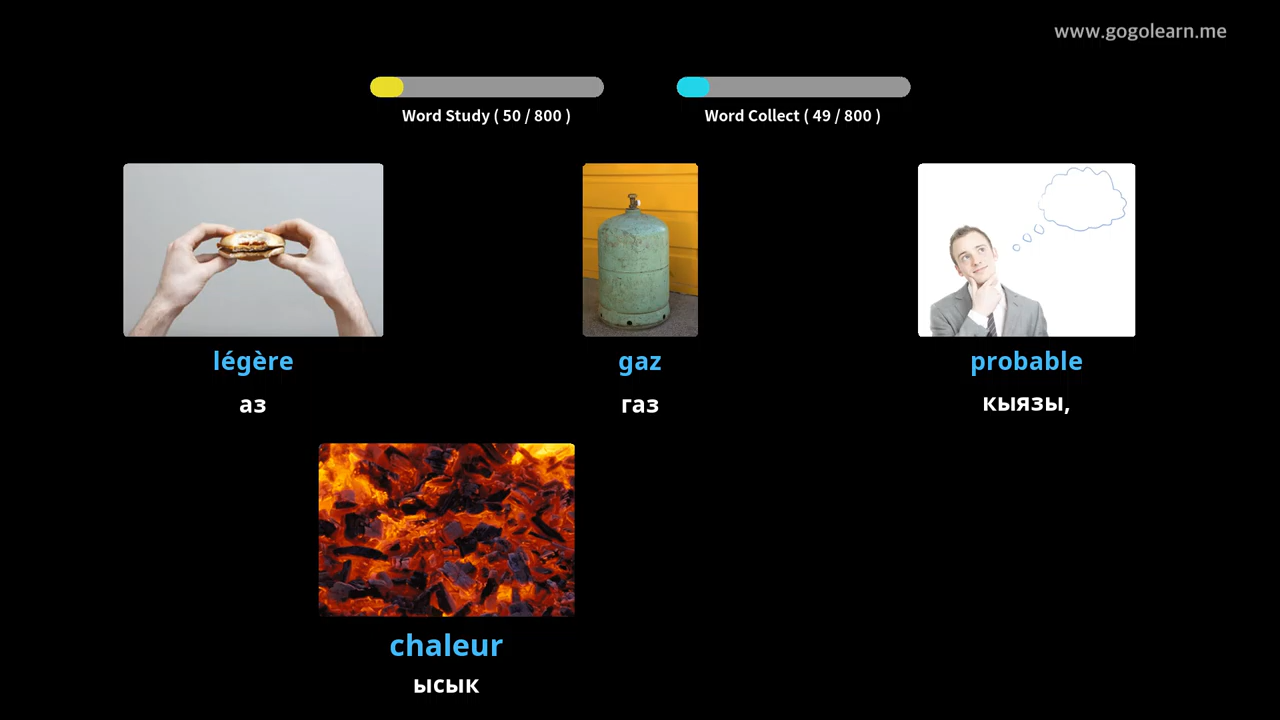 www.gogolearn.me
Word Study ( 50 / 800 )
Word Collect ( 49 / 800 )
légère
gaz
probable
аз
газ
кыязы,
chaleur
ысык